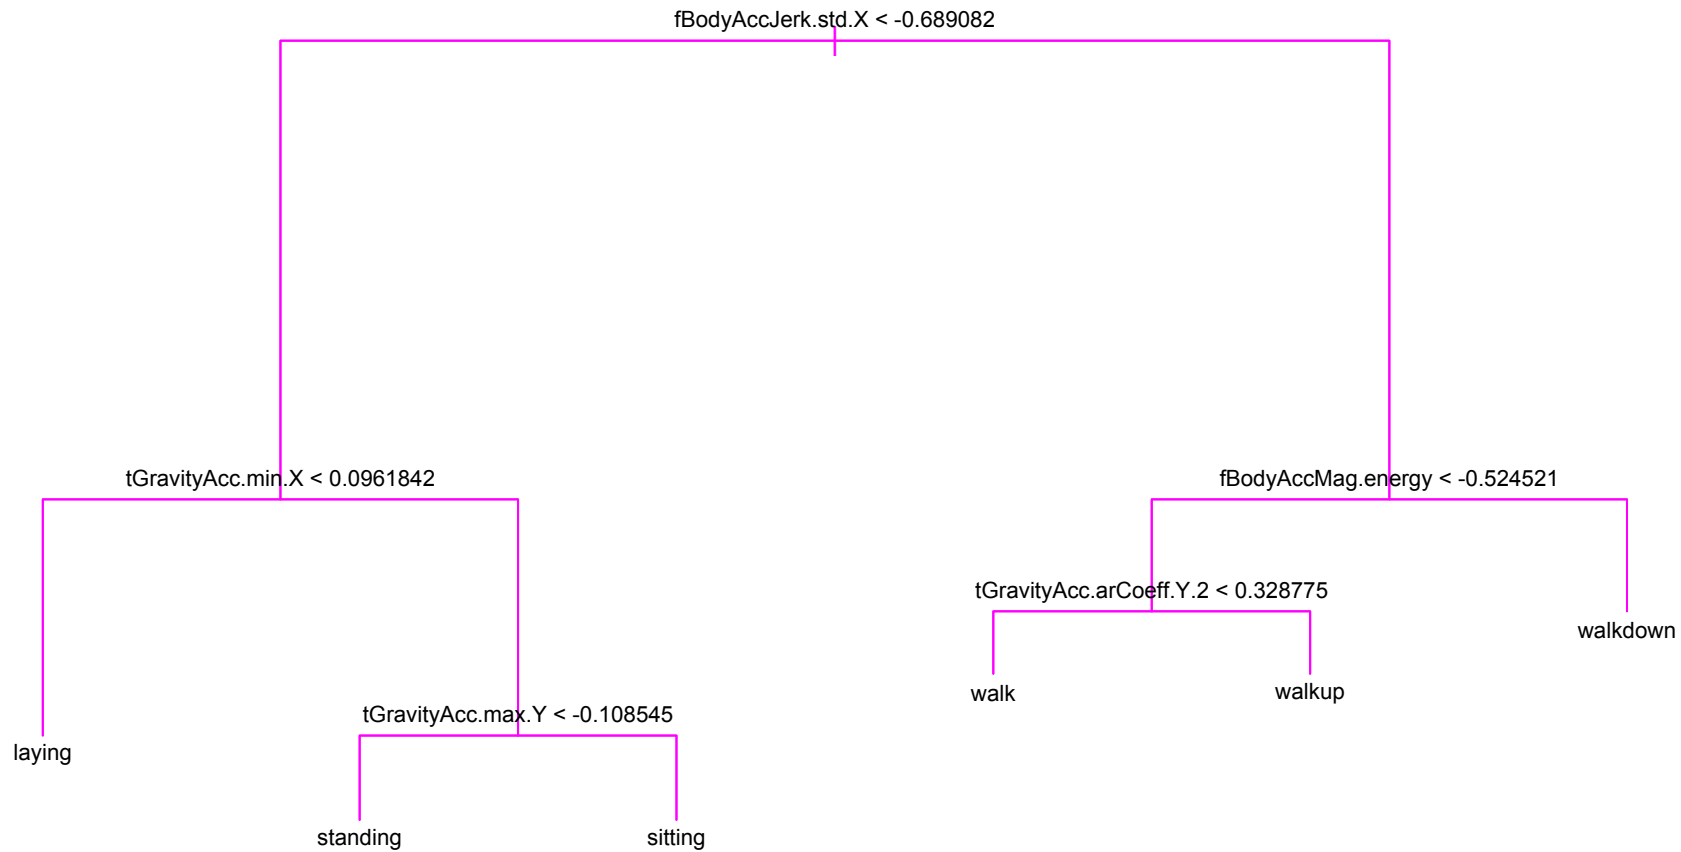 fBodyAccJerk.std.X < -0.689082
tGravityAcc.min.X < 0.0961842
fBodyAccMag.energy < -0.524521
tGravityAcc.arCoeff.Y.2 < 0.328775
walkdown
walk
walkup
tGravityAcc.max.Y < -0.108545
laying
standing
sitting